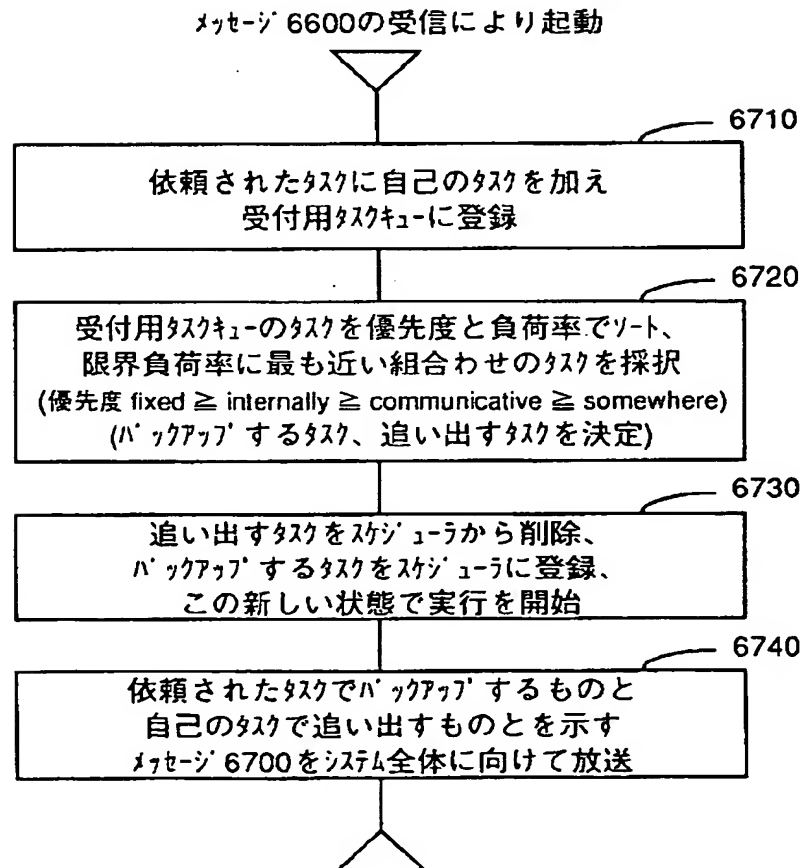 ﾒｯｾｰｼﾞ6600の受信により起動
6710
依頼されたﾀｽｸに自己のﾀｽｸを加え
受付用ﾀｽｸｷｭｰに登録
6720
受付用ﾀｽｸｷｭｰのﾀｽｸを優先度と負荷率でｿｰﾄ、
限界負荷率に最も近い組合わせのﾀｽｸを採択
(優先度 fixed ≧ internally ≧ communicative ≧ somewhere)
(ﾊﾞｯｸｱｯﾌﾟするﾀｽｸ、追い出すﾀｽｸを決定)
6730
追い出すﾀｽｸをｽｹｼﾞｭｰﾗから削除、
ﾊﾞｯｸｱｯﾌﾟするﾀｽｸをｽｹｼﾞｭｰﾗに登録、
この新しい状態で実行を開始
6740
依頼されたﾀｽｸでﾊﾞｯｸｱｯﾌﾟするものと
自己のﾀｽｸで追い出すものとを示す
ﾒｯｾｰｼﾞ6700をｼｽﾃﾑ全体に向けて放送